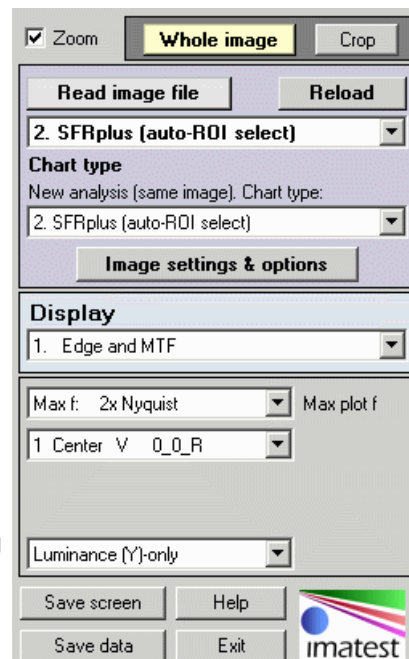 Zoom Whole image Crop
Read image file Reload
2. SFRplus (auto-ROI select)
Chart type
New analysis (same image). Chart type:
2. SFRplus (auto-ROI select)
Image settings & options
Display
1. Edge and MTF
Max f: 2x Nyquist Max plot f
1 Center V 0_0_R
Luminance (Y)-only
Save screen Help
Save data Exit imatest